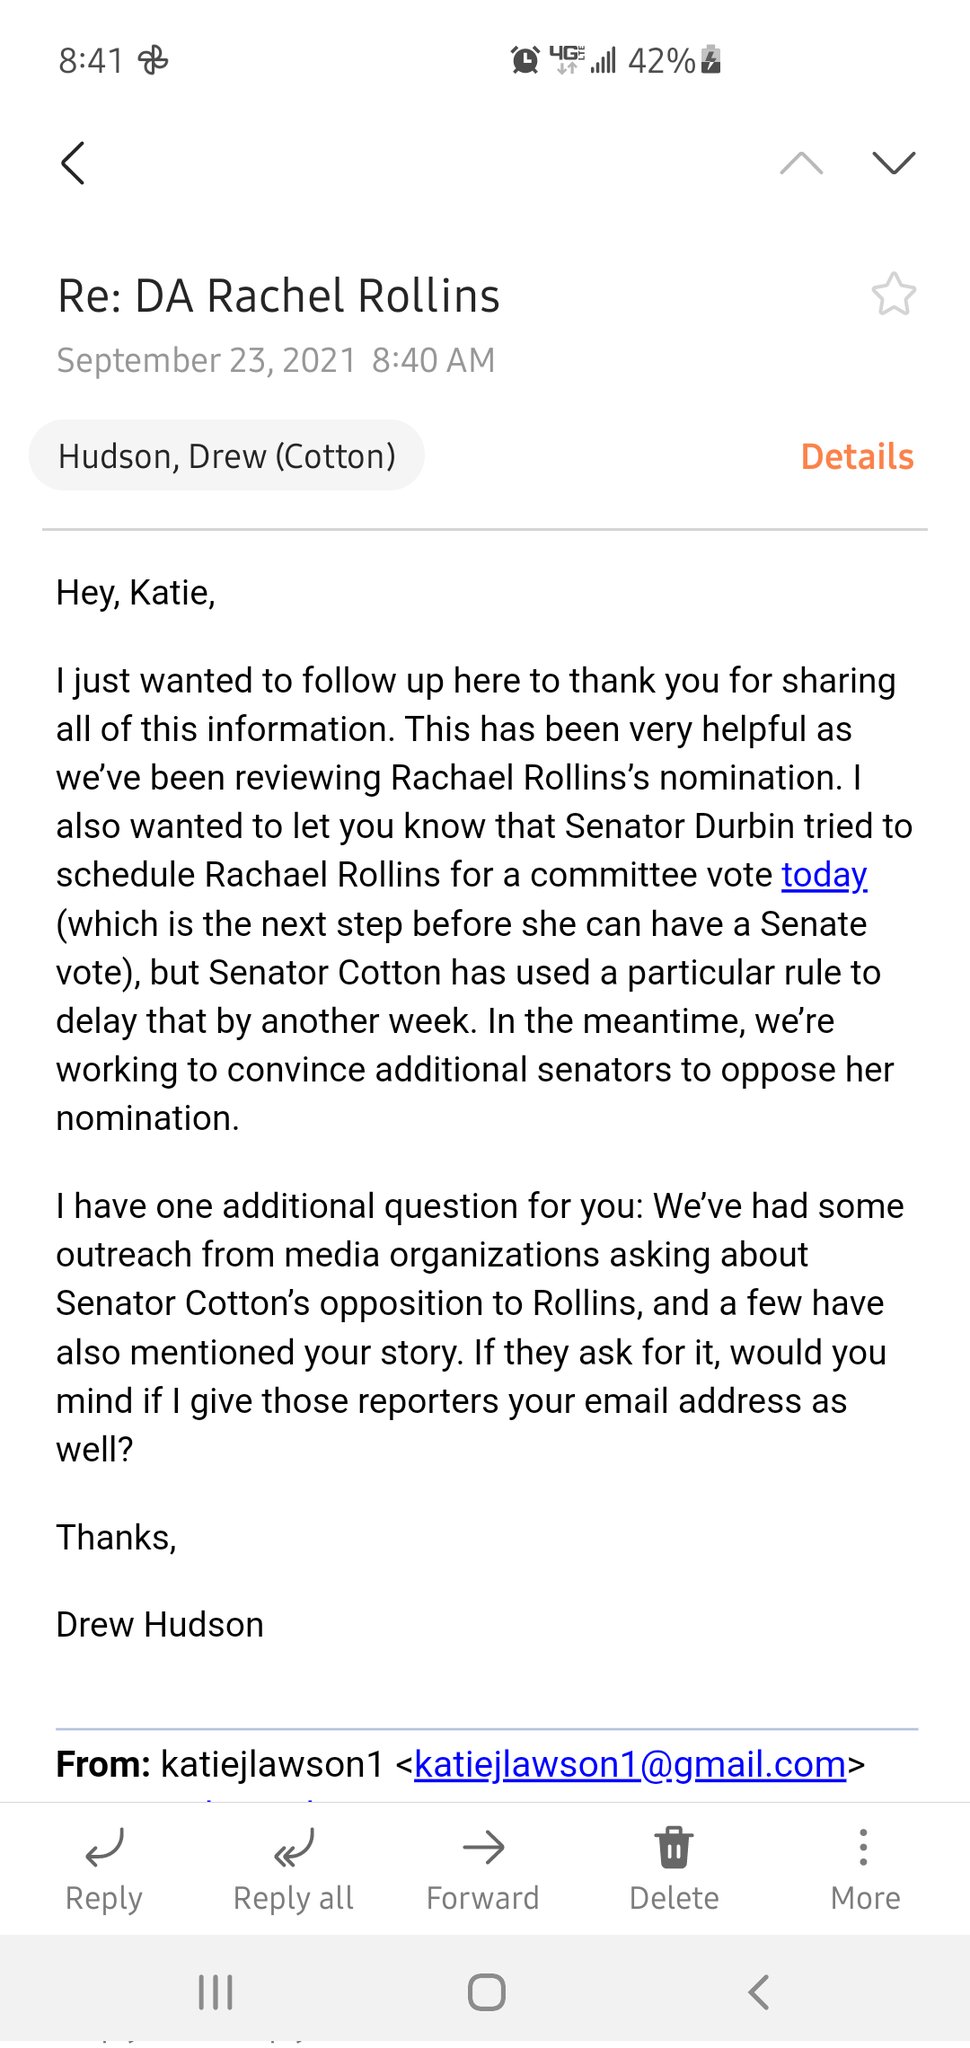 8:41 4G LTE 42%
Re: DA Rachel Rollins
September 23, 2021 8:40 AM
Hudson, Drew (Cotton) Details
Hey, Katie,
I just wanted to follow up here to thank you for sharing
all of this information. This has been very helpful as
we’ve been reviewing Rachael Rollins’s nomination. I
also wanted to let you know that Senator Durbin tried to
schedule Rachael Rollins for a committee vote today
(which is the next step before she can have a Senate
vote), but Senator Cotton has used a particular rule to
delay that by another week. In the meantime, we’re
working to convince additional senators to oppose her
nomination.
I have one additional question for you: We’ve had some
outreach from media organizations asking about
Senator Cotton’s opposition to Rollins, and a few have
also mentioned your story. If they ask for it, would you
mind if I give those reporters your email address as
well?
Thanks,
Drew Hudson
From: katiejlawson1 <katiejlawson1@gmail.com>
Reply Reply all Forward Delete More